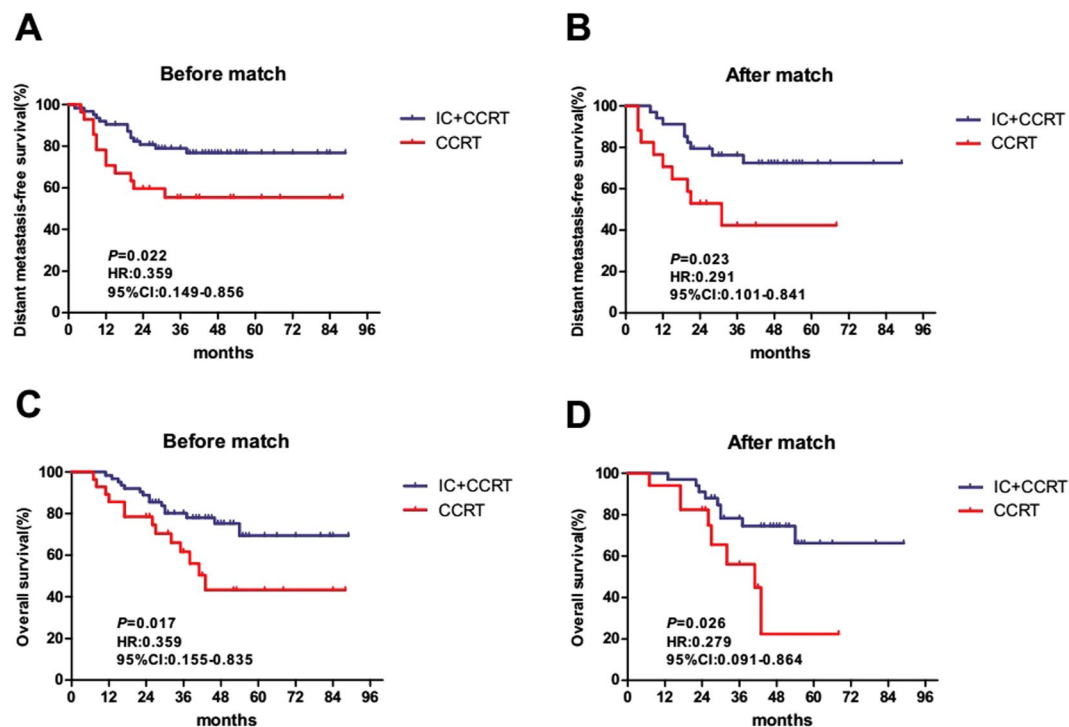 A
Before match
Distant metastasis-free survival(%)
100
80
60
40
20
0
0 12 24 36 48 60 72 84 96
months
IC+CCRT
CCRT
P=0.022
HR:0.359
95%CI:0.149-0.856
B
After match
Distant metastasis-free survival(%)
100
80
60
40
20
0
0 12 24 36 48 60 72 84 96
months
IC+CCRT
CCRT
P=0.023
HR:0.291
95%CI:0.101-0.841
C
Before match
Overall survival(%)
100
80
60
40
20
0
0 12 24 36 48 60 72 84 96
months
IC+CCRT
CCRT
P=0.017
HR:0.359
95%CI:0.155-0.835
D
After match
Overall survival(%)
100
80
60
40
20
0
0 12 24 36 48 60 72 84 96
months
IC+CCRT
CCRT
P=0.026
HR:0.279
95%CI:0.091-0.864